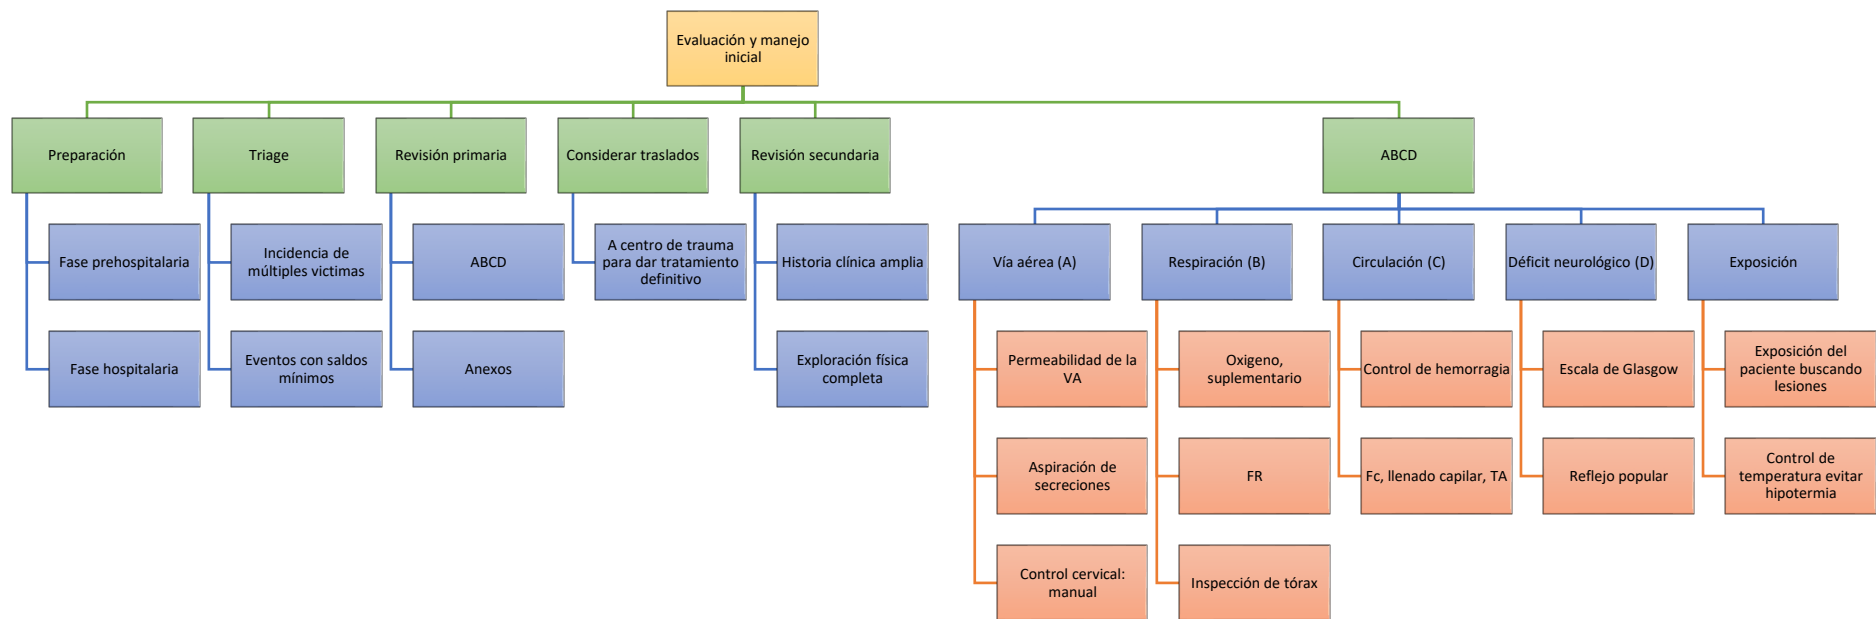 Evaluación y manejo
inicial
Preparación
Triage
Revisión primaria
Considerar traslados
Revisión secundaria
ABCD
Fase prehospitalaria
Incidencia de
múltiples victimas
ABCD
A centro de trauma
para dar tratamiento
definitivo
Historia clínica amplia
Vía aérea (A)
Respiración (B)
Circulación (C)
Déficit neurológico (D)
Exposición
Fase hospitalaria
Eventos con saldos
mínimos
Anexos
Exploración física
completa
Permeabilidad de la
VA
Oxigeno,
suplementario
Control de hemorragia
Escala de Glasgow
Exposición del
paciente buscando
lesiones
Aspiración de
secreciones
FR
Fc, llenado capilar, TA
Reflejo popular
Control de
temperatura evitar
hipotermia
Control cervical:
manual
Inspección de tórax